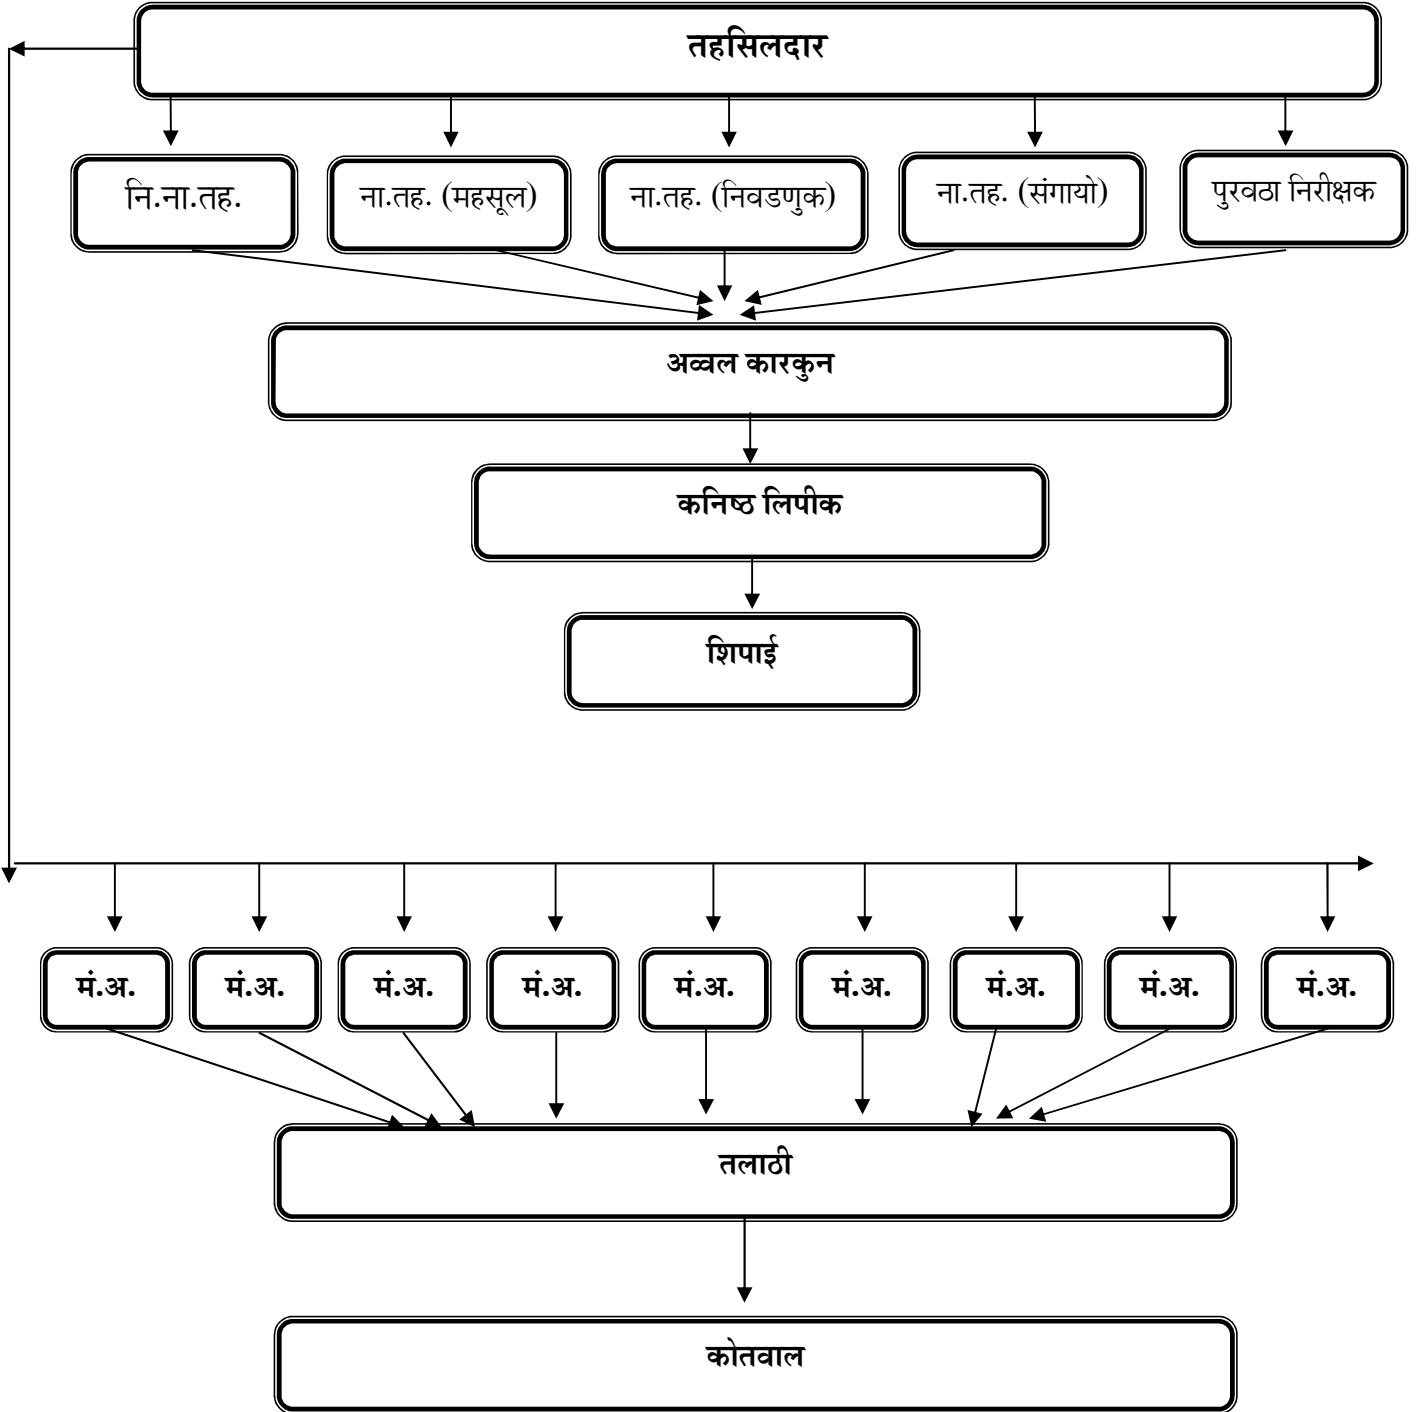 तहसिलदार
नि.ना.तह.
ना.तह. (महसूल)
ना.तह. (निवडणुक)
ना.तह. (संगायो)
पुरवठा निरीक्षक
अव्वल कारकुन
कनिष्ठ लिपीक
शिपाई
मं.अ.
मं.अ.
मं.अ.
मं.अ.
मं.अ.
मं.अ.
मं.अ.
मं.अ.
मं.अ.
तलाठी
कोतवाल